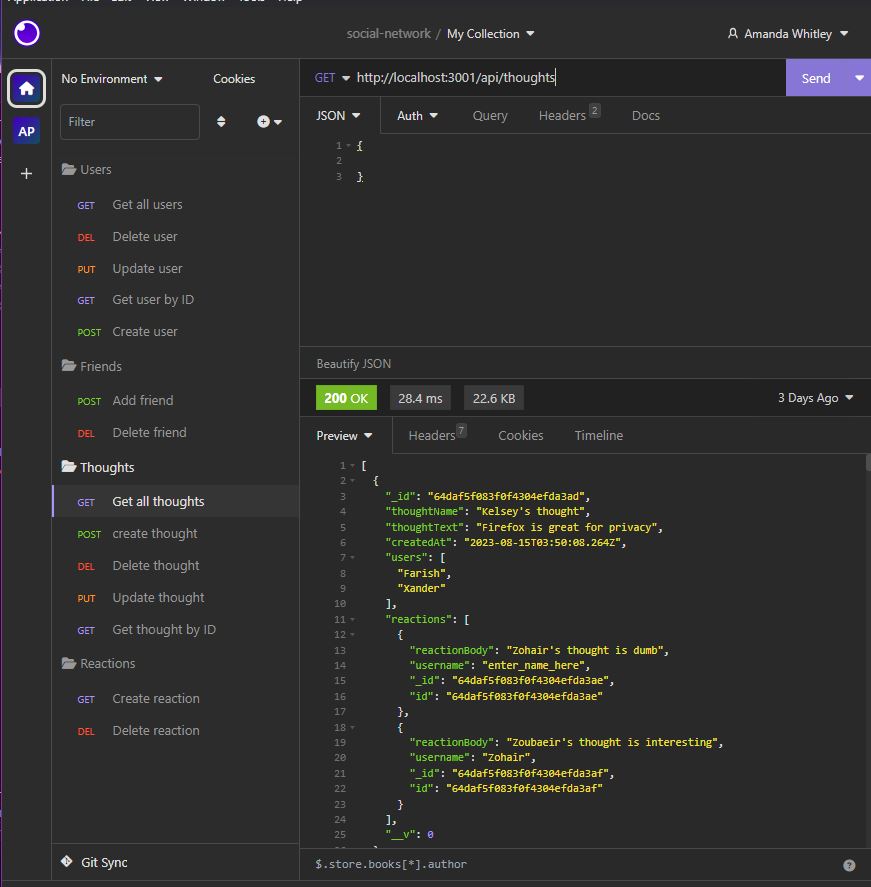 Application File Edit View Window Tools Help
social-network / My Collection
Amanda Whitley
No Environment
Cookies
GET http://localhost:3001/api/thoughts
Send
AP
Filter
JSON
Auth
Query
Headers 2
Docs
1 {
2
3 }
Users
GET Get all users
DEL Delete user
PUT Update user
GET Get user by ID
POST Create user
Friends
POST Add friend
DEL Delete friend
Thoughts
GET Get all thoughts
POST create thought
DEL Delete thought
PUT Update thought
GET Get thought by ID
Reactions
GET Create reaction
DEL Delete reaction
Git Sync
Beautify JSON
200 OK
28.4 ms
22.6 KB
3 Days Ago
Preview
Headers 7
Cookies
Timeline
1 [
2 {
3 "_id": "64daf5f083f0f4304efda3ad",
4 "thoughtName": "Kelsey's thought",
5 "thoughtText": "Firefox is great for privacy",
6 "createdAt": "2023-08-15T03:50:08.264Z",
7 "users": [
8 "Farish",
9 "Xander"
10 ],
11 "reactions": [
12 {
13 "reactionBody": "Zohair's thought is dumb",
14 "username": "enter_name_here",
15 "_id": "64daf5f083f0f4304efda3ae",
16 "id": "64daf5f083f0f4304efda3ae"
17 },
18 {
19 "reactionBody": "Zoubaeir's thought is interesting",
20 "username": "Zohair",
21 "_id": "64daf5f083f0f4304efda3af",
22 "id": "64daf5f083f0f4304efda3af"
23 }
24 ],
25 "__v": 0
$.store.books[*].author